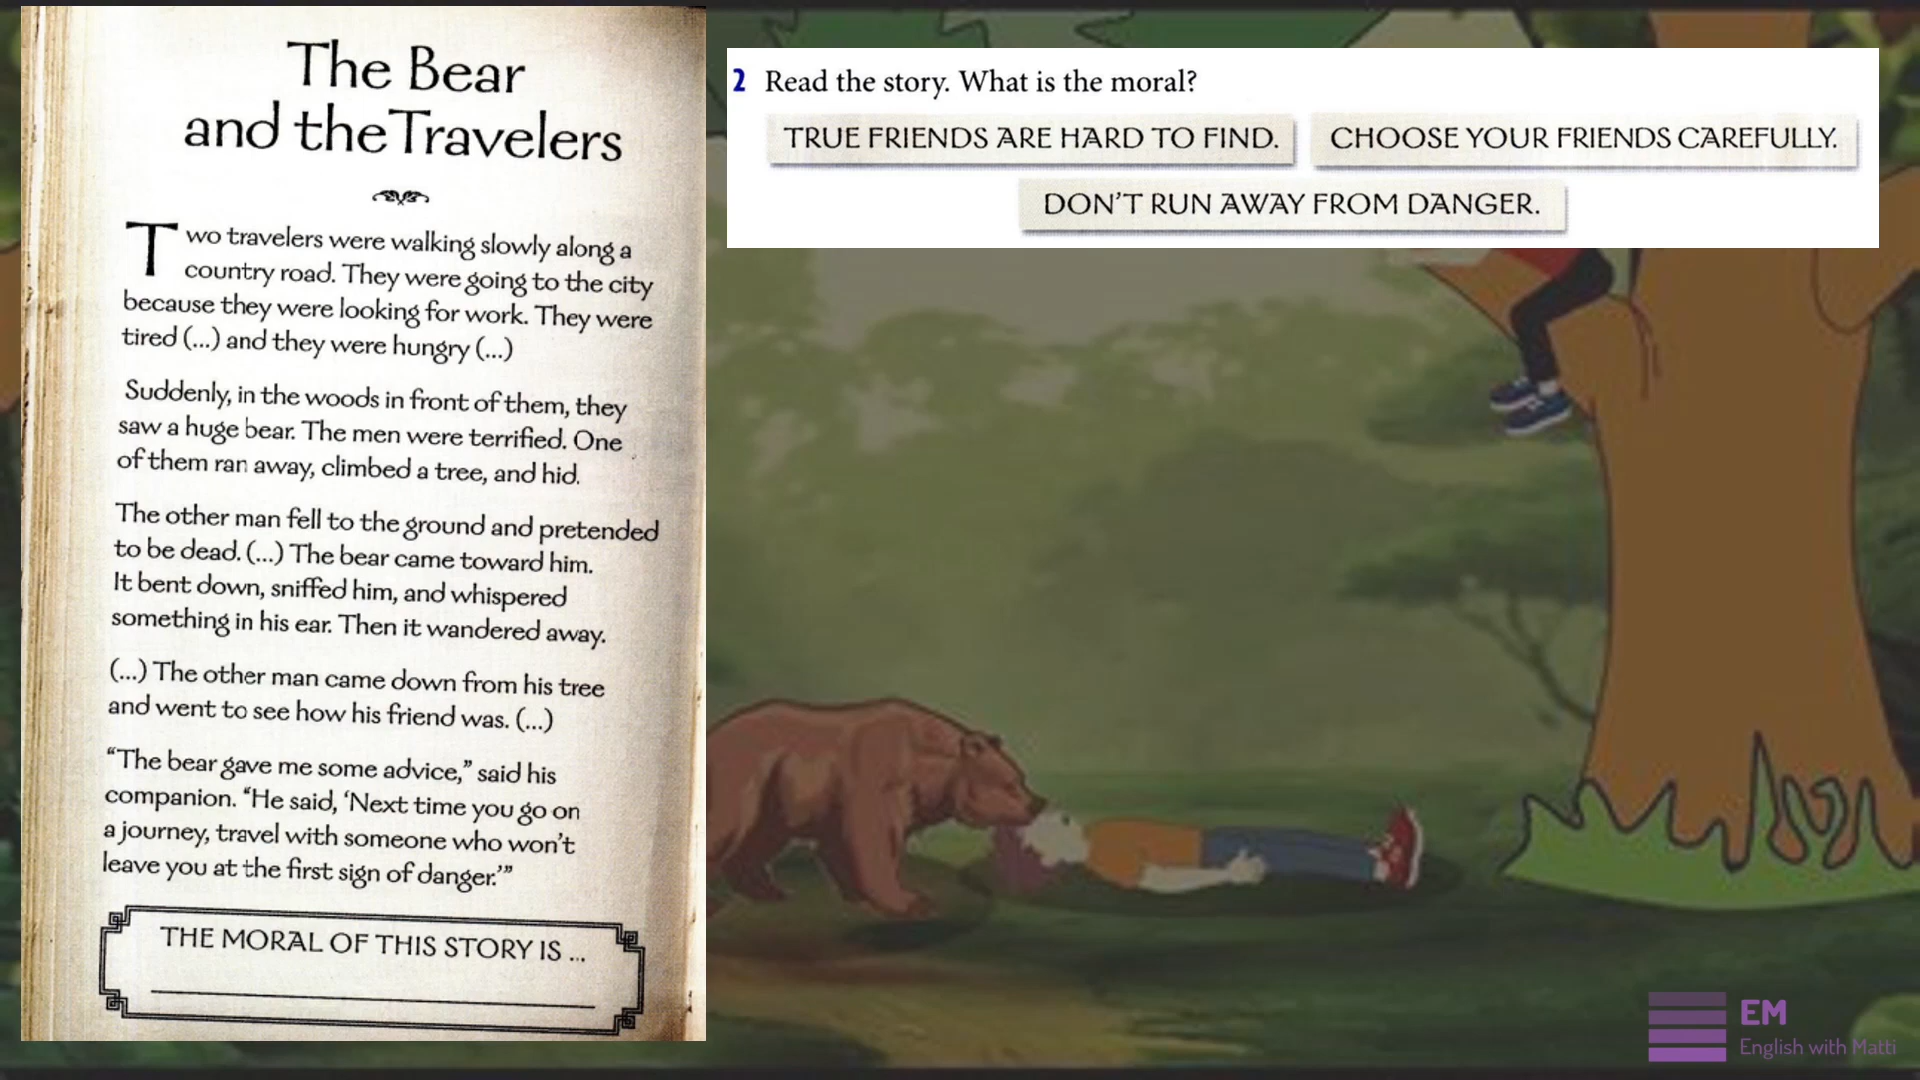 The Bear
and the Travelers
Two travelers were walking slowly along a
country road. They were going to the city
because they were looking for work. They were
tired (...) and they were hungry (...)
Suddenly, in the woods in front of them, they
saw a huge bear. The men were terrified. One
of them ran away, climbed a tree, and hid.
The other man fell to the ground and pretended
to be dead. (...) The bear came toward him.
It bent down, sniffed him, and whispered
something in his ear. Then it wandered away.
(...) The other man came down from his tree
and went to see how his friend was. (...)
“The bear gave me some advice,” said his
companion. “He said, ‘Next time you go on
a journey, travel with someone who won’t
leave you at the first sign of danger.’”
THE MORAL OF THIS STORY IS ...
2 Read the story. What is the moral?
TRUE FRIENDS ARE HARD TO FIND. CHOOSE YOUR FRIENDS CAREFULLY.
DON’T RUN AWAY FROM DANGER.
EM
English with Matti